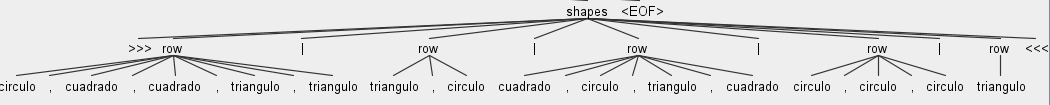 shapes <EOF>
>>> row | row | row | row | row <<<
circulo , cuadrado , cuadrado , triangulo , triangulo triangulo , circulo cuadrado , circulo , triangulo , cuadrado circulo , circulo , circulo triangulo